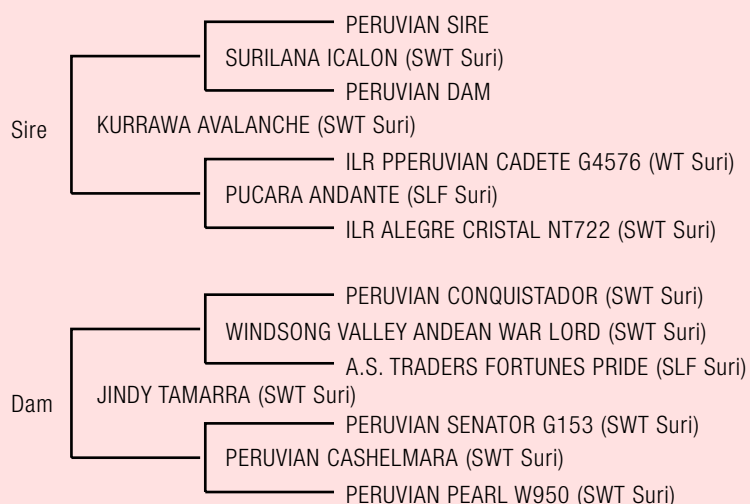 PERUVIAN SIRE
SURILANA ICALON (SWT Suri)
PERUVIAN DAM
Sire
KURRAWA AVALANCHE (SWT Suri)
ILR PPERUVIAN CADETE G4576 (WT Suri)
PUCARA ANDANTE (SLF Suri)
ILR ALEGRE CRISTAL NT722 (SWT Suri)
PERUVIAN CONQUISTADOR (SWT Suri)
WINDSONG VALLEY ANDEAN WAR LORD (SWT Suri)
A.S. TRADERS FORTUNES PRIDE (SLF Suri)
Dam
JINDY TAMARRA (SWT Suri)
PERUVIAN SENATOR G153 (SWT Suri)
PERUVIAN CASHELMARA (SWT Suri)
PERUVIAN PEARL W950 (SWT Suri)